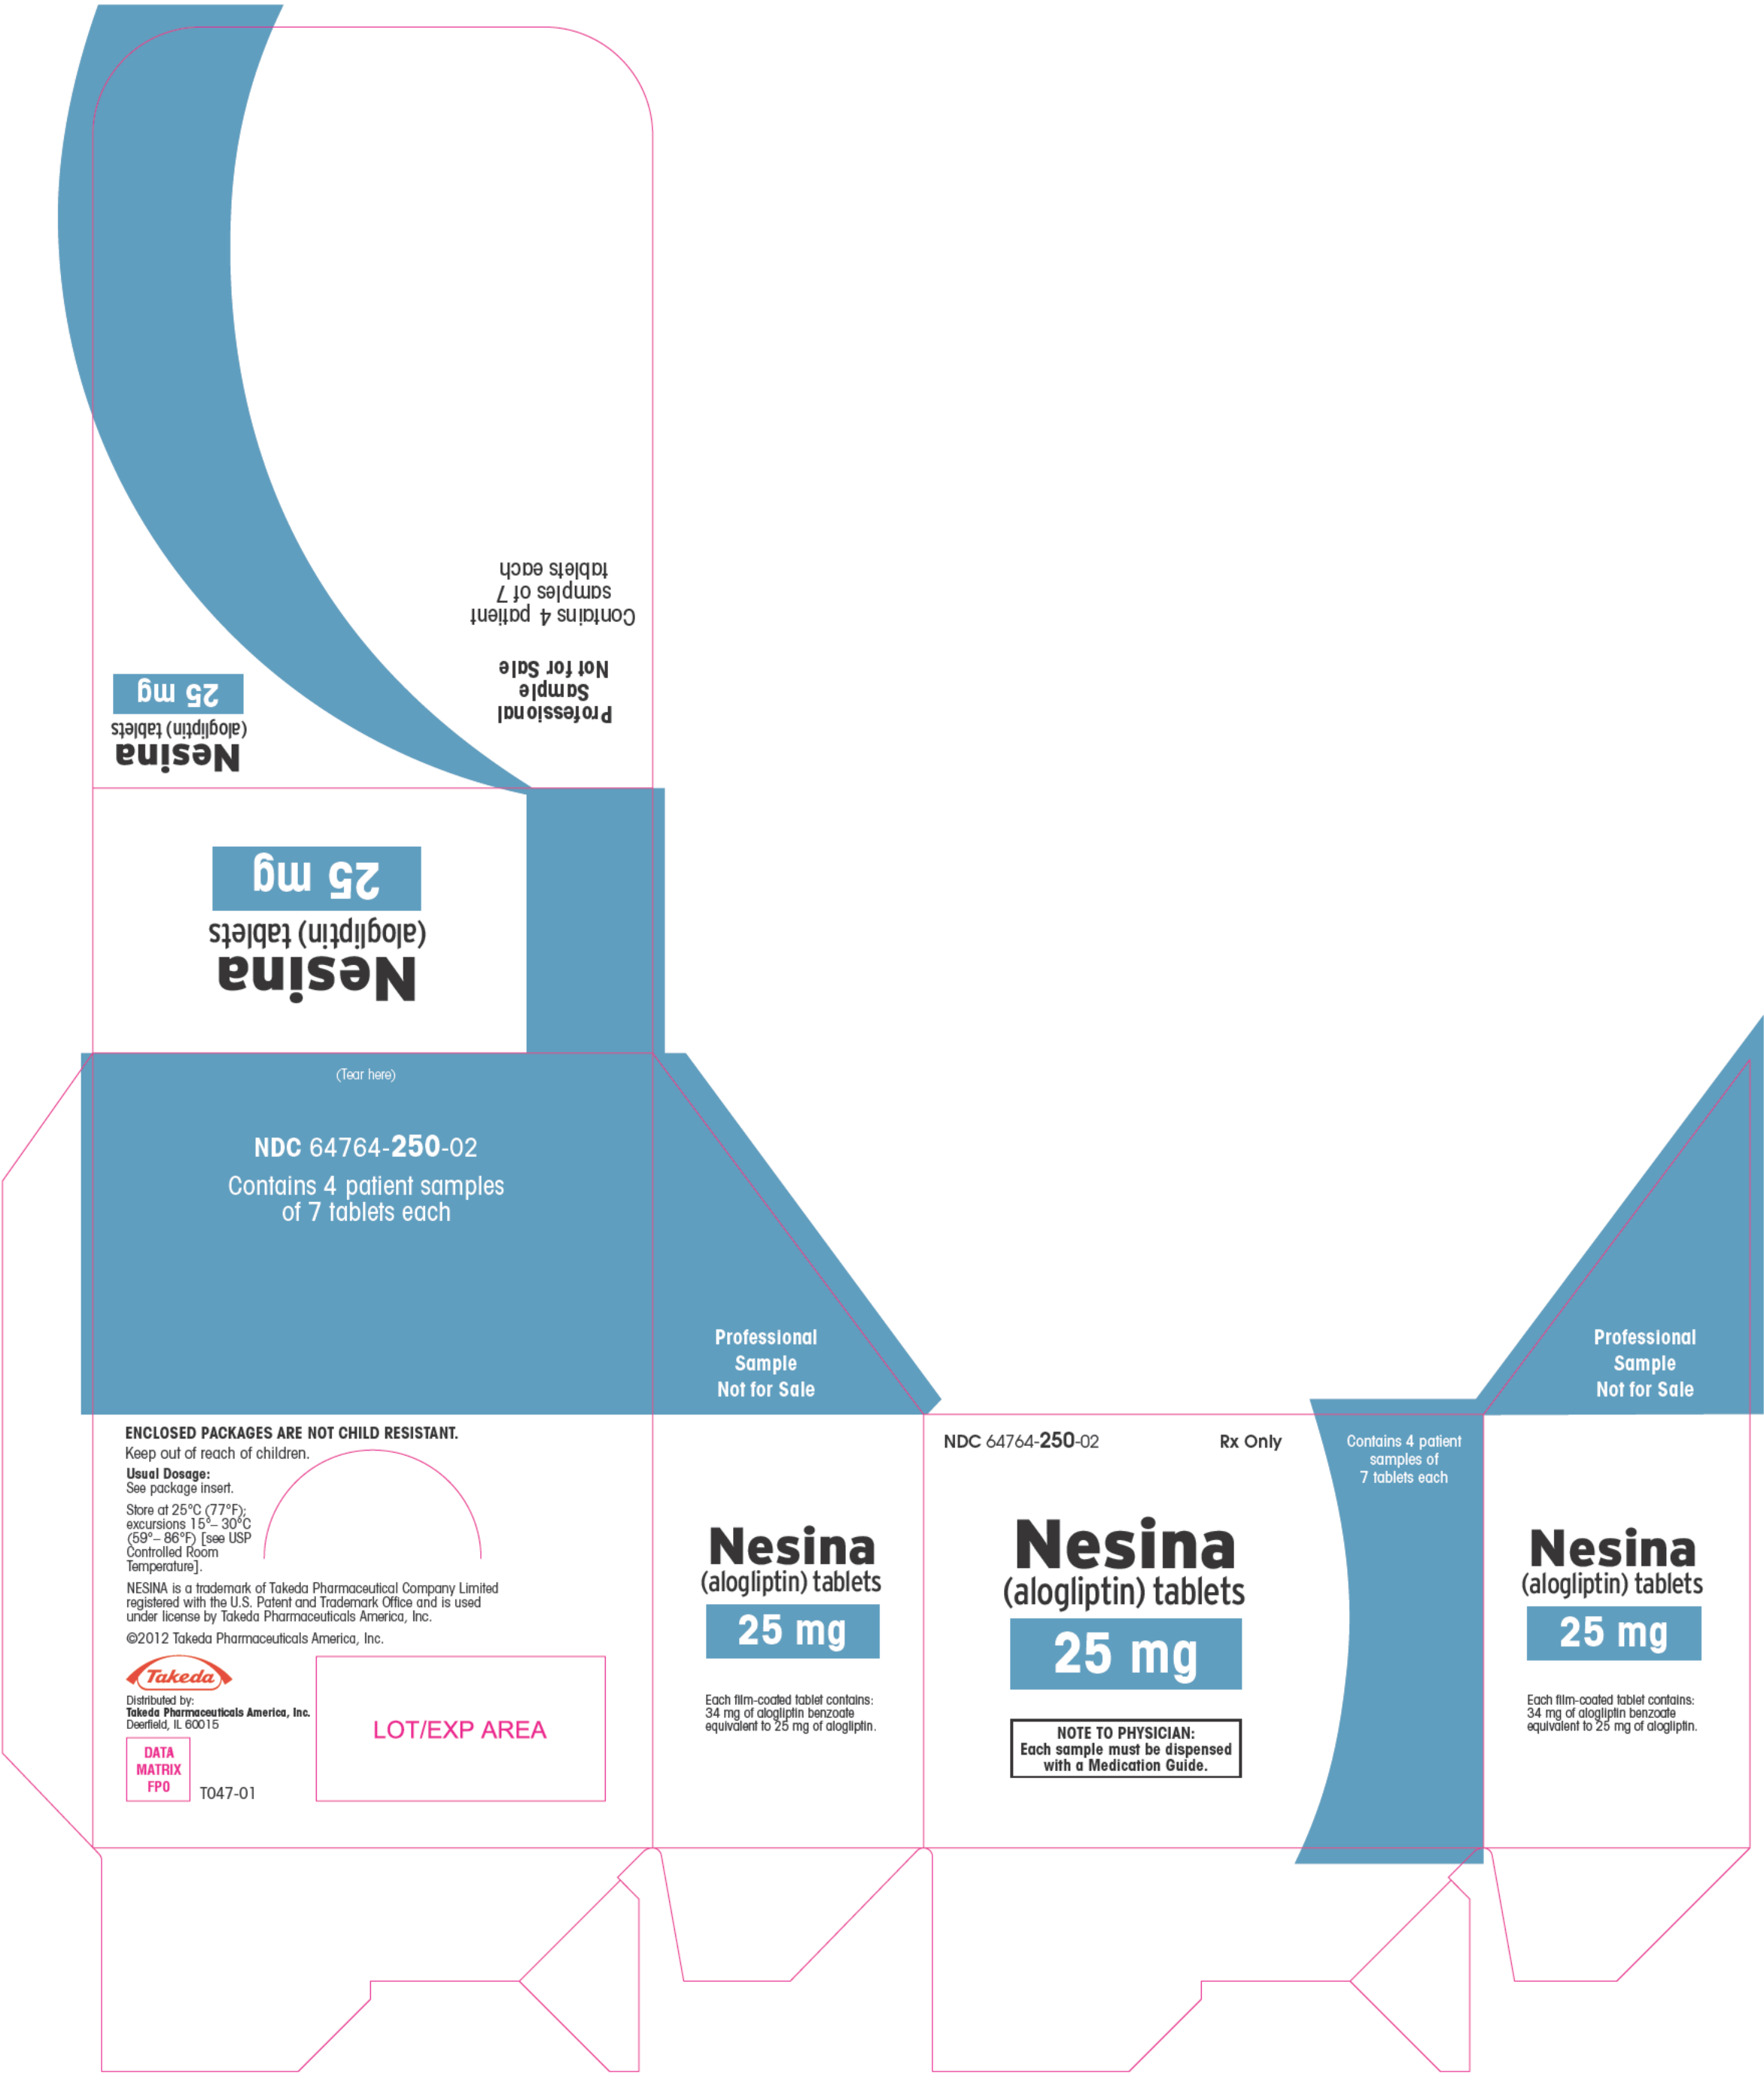 Contains 4 patient
samples of 7
tablets each
Professional
Sample
Not for Sale
Nesina
(alogliptin) tablets
25 mg
Nesina
(alogliptin) tablets
25 mg
(Tear here)
NDC 64764-250-02
Contains 4 patient samples
of 7 tablets each
Professional
Sample
Not for Sale
Professional
Sample
Not for Sale
ENCLOSED PACKAGES ARE NOT CHILD RESISTANT.
Keep out of reach of children.
Usual Dosage:
See package insert.
Store at 25°C (77°F);
excursions 15°– 30°C
(59°– 86°F) [see USP
Controlled Room
Temperature].
NESINA is a trademark of Takeda Pharmaceutical Company Limited
registered with the U.S. Patent and Trademark Office and is used
under license by Takeda Pharmaceuticals America, Inc.
©2012 Takeda Pharmaceuticals America, Inc.
Takeda
Distributed by:
Takeda Pharmaceuticals America, Inc.
Deerfield, IL 60015
DATA
MATRIX
FPO
T047-01
LOT/EXP AREA
Nesina
(alogliptin) tablets
25 mg
Each film-coated tablet contains:
34 mg of alogliptin benzoate
equivalent to 25 mg of alogliptin.
NDC 64764-250-02
Rx Only
Contains 4 patient
samples of
7 tablets each
Nesina
(alogliptin) tablets
25 mg
NOTE TO PHYSICIAN:
Each sample must be dispensed
with a Medication Guide.
Nesina
(alogliptin) tablets
25 mg
Each film-coated tablet contains:
34 mg of alogliptin benzoate
equivalent to 25 mg of alogliptin.